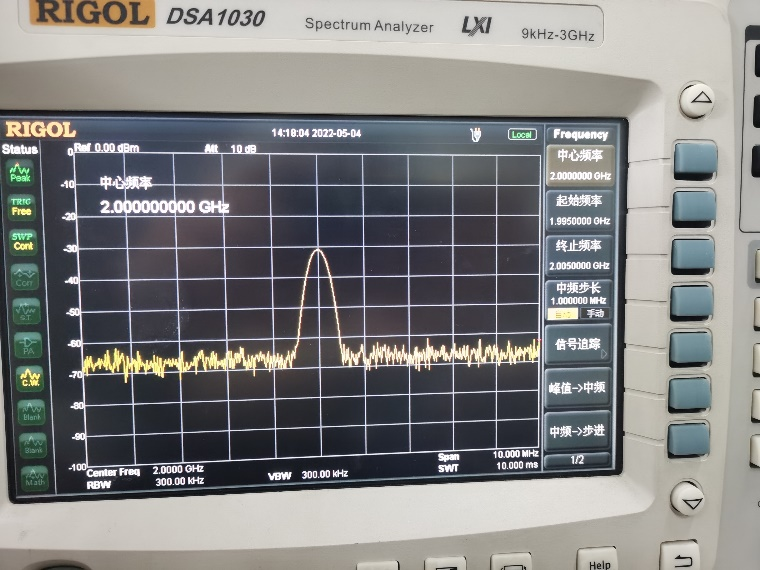 RIGOL DSA1030 Spectrum Analyzer LXI 9kHz-3GHz
RIGOL 14:18:04 2022-05-04 Local Frequency
Status Ref 0.00 dBm Att 10 dB
Peak
TRIG
Free
SWP
Cont
Corr
S.T.
PA
C.W.
Blank
Blank
Math
0
-10
-20
-30
-40
-50
-60
-70
-80
-90
-100
中心频率
2.000000000 GHz
Center Freq 2.0000 GHz Span 10.000 MHz
RBW 300.00 kHz VBW 300.00 kHz SWT 10.000 ms
中心频率
2.0000000 GHz
起始频率
1.9950000 GHz
终止频率
2.0050000 GHz
中频步长
1.000000 MHz
自动 手动
信号追踪
峰值->中频
中频->步进
1/2
Help